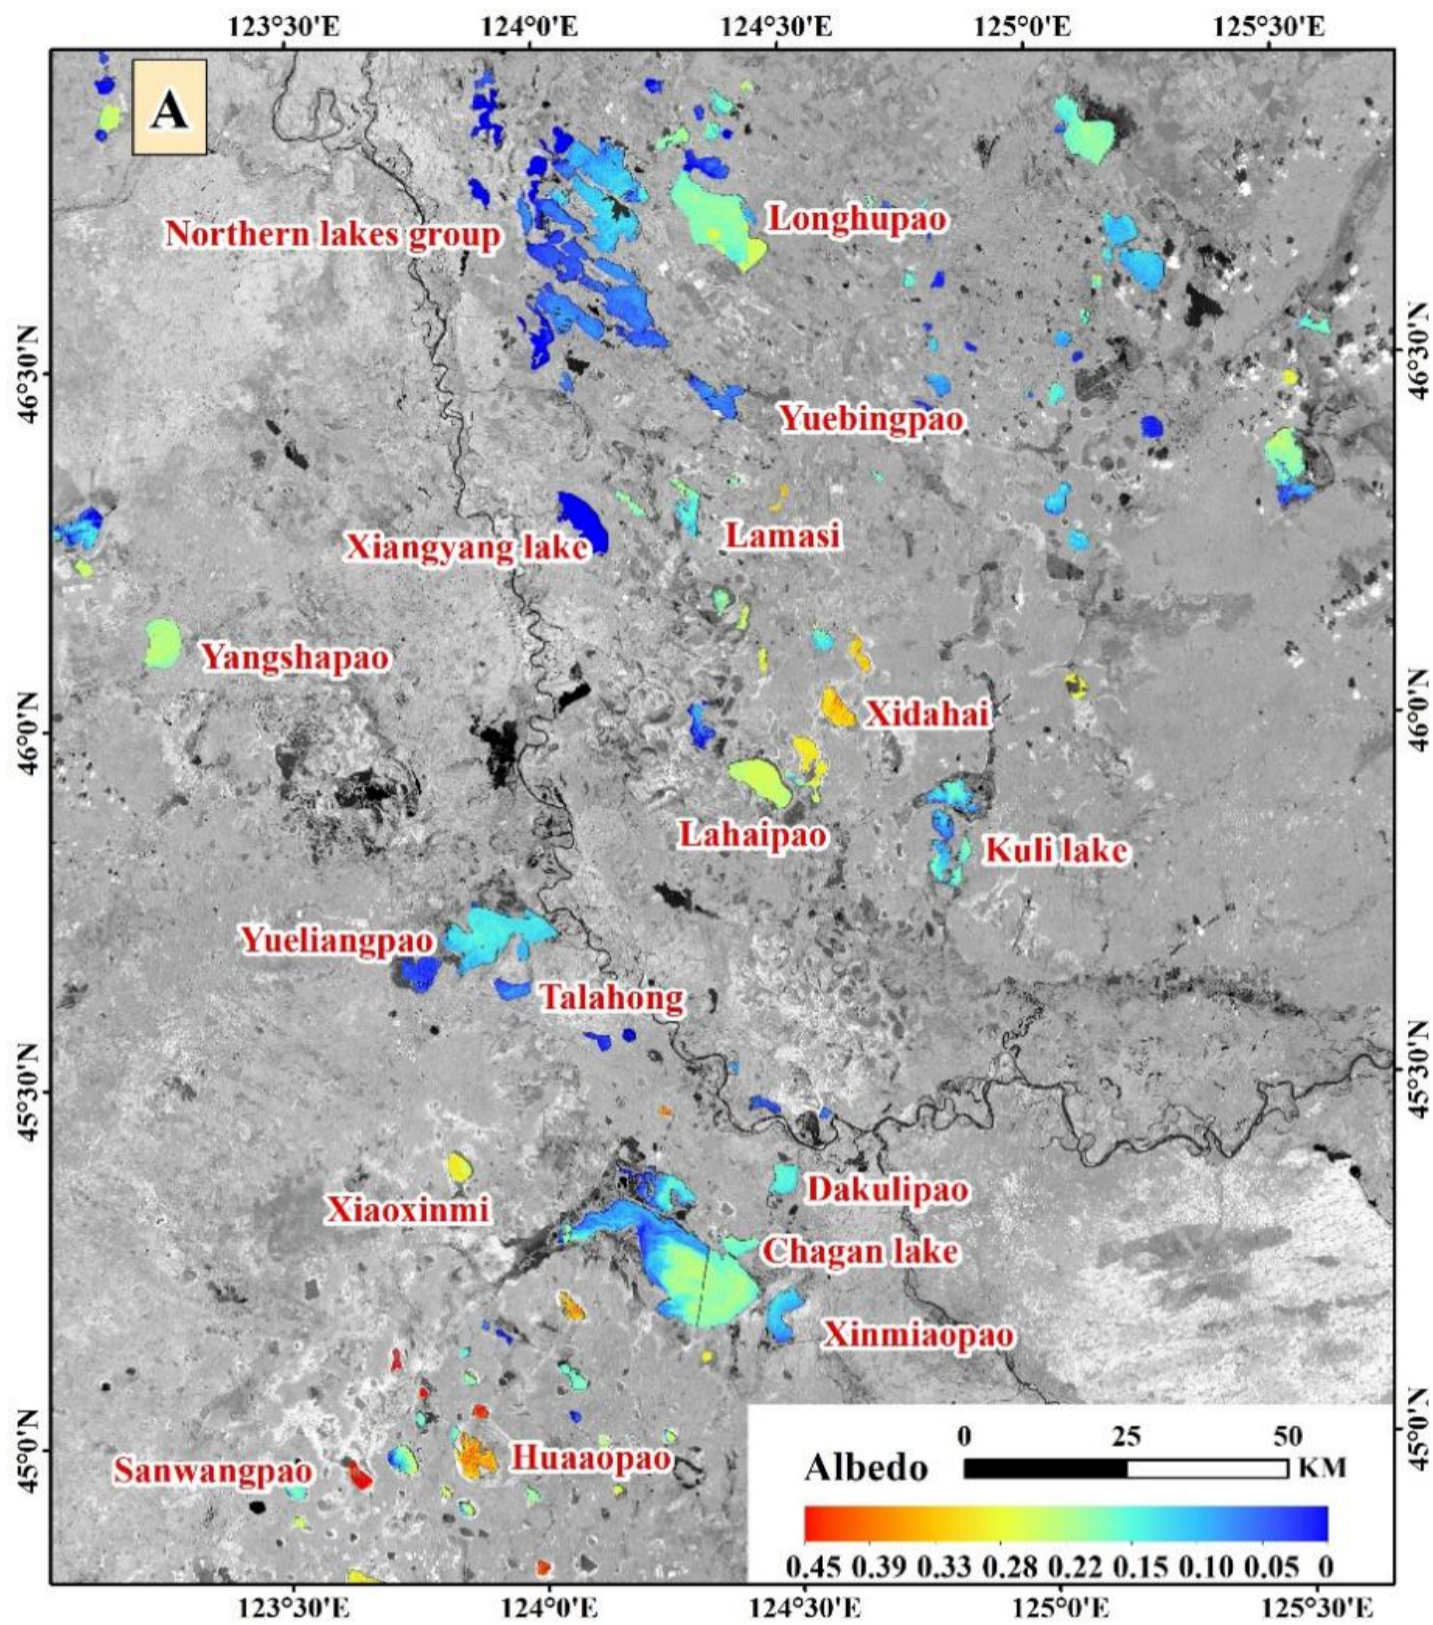 123°30'E 124°0'E 124°30'E 125°0'E 125°30'E
A
Northern lakes group
Longhupao
46°30'N
46°30'N
Yuebingpao
Xiangyang lake
Lamasi
Yangshapao
Xidahai
46°0'N
46°0'N
Lahaipao
Kuli lake
Yueliangpao
Talahong
45°30'N
45°30'N
Xiaoxinmi
Dakulipao
Chagan lake
Xinmiaopao
45°0'N
45°0'N
Huaaopao
Sanwangpao
0 25 50
Albedo KM
0.45 0.39 0.33 0.28 0.22 0.15 0.10 0.05 0
123°30'E 124°0'E 124°30'E 125°0'E 125°30'E